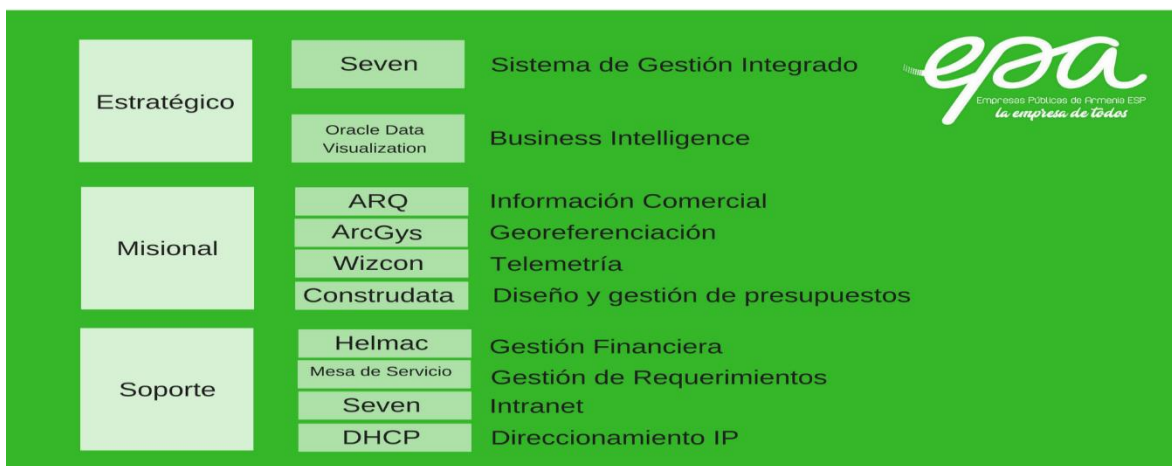 epa
Empresas Públicas de Armenia ESP
la empresa de todos
Estratégico
Seven Sistema de Gestión Integrado
Oracle Data
Visualization
Business Intelligence
Misional
ARQ Información Comercial
ArcGys Georeferenciación
Wizcon Telemetría
Construdata Diseño y gestión de presupuestos
Soporte
Helmac Gestión Financiera
Mesa de Servicio Gestión de Requerimientos
Seven Intranet
DHCP Direccionamiento IP